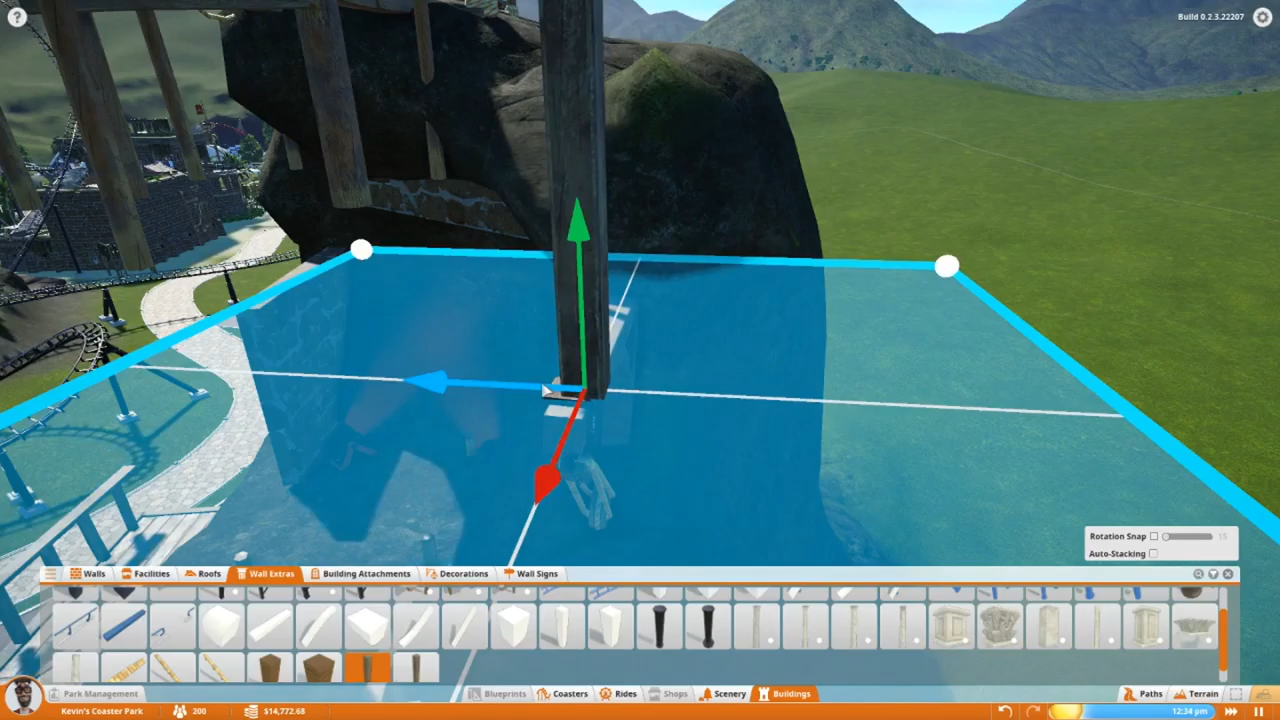 ?
Build 0.2.3.22207
Rotation Snap 15
Auto-Stacking
Walls Facilities Roofs Wall Extras Building Attachments Decorations Wall Signs
Park Management Blueprints Coasters Rides Shops Scenery Buildings Paths Terrain
Kevin's Coaster Park 200 $14,772.68 12:34 pm